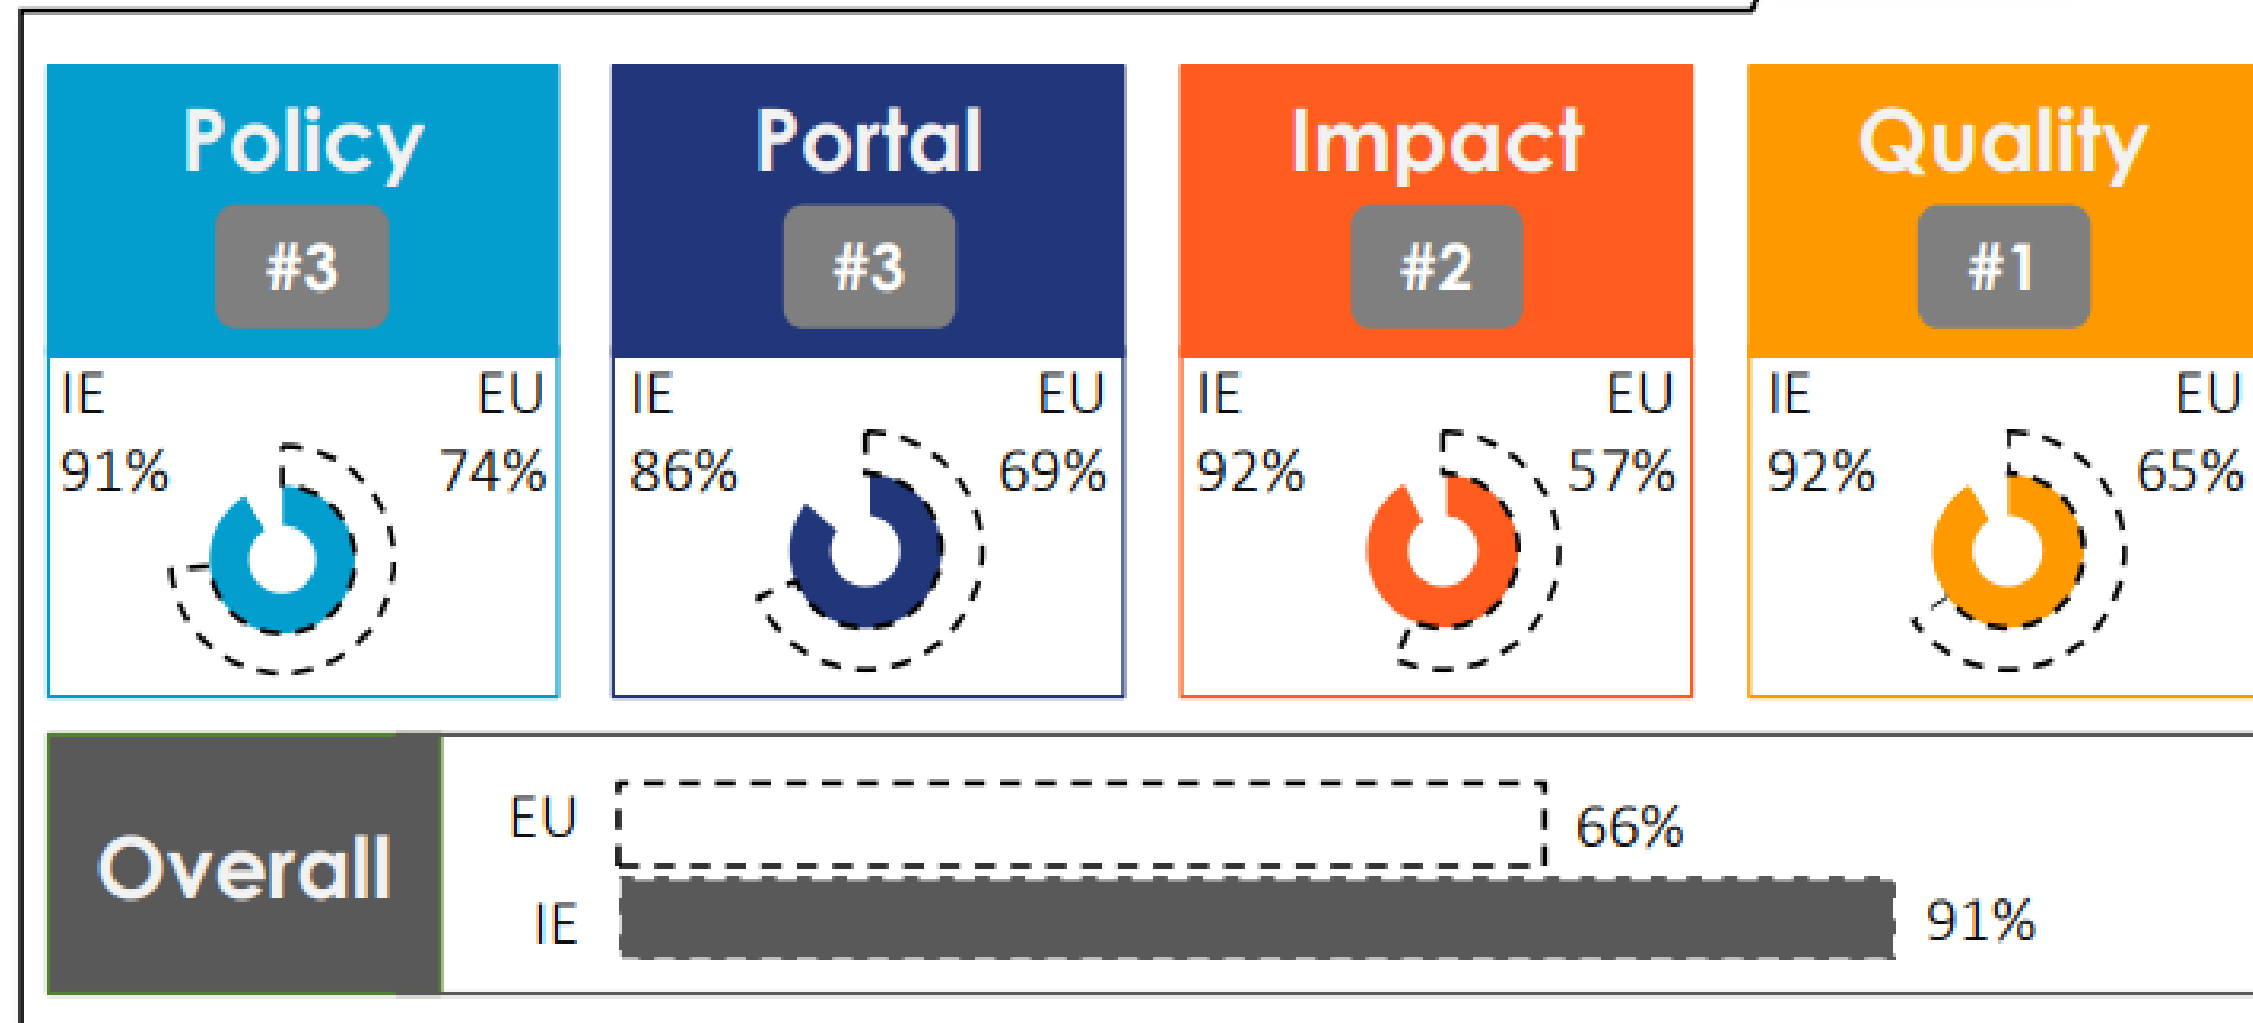 Policy
#3
IE EU
91% 74%
Portal
#3
IE EU
86% 69%
Impact
#2
IE EU
92% 57%
Quality
#1
IE EU
92% 65%
Overall
EU 66%
IE 91%